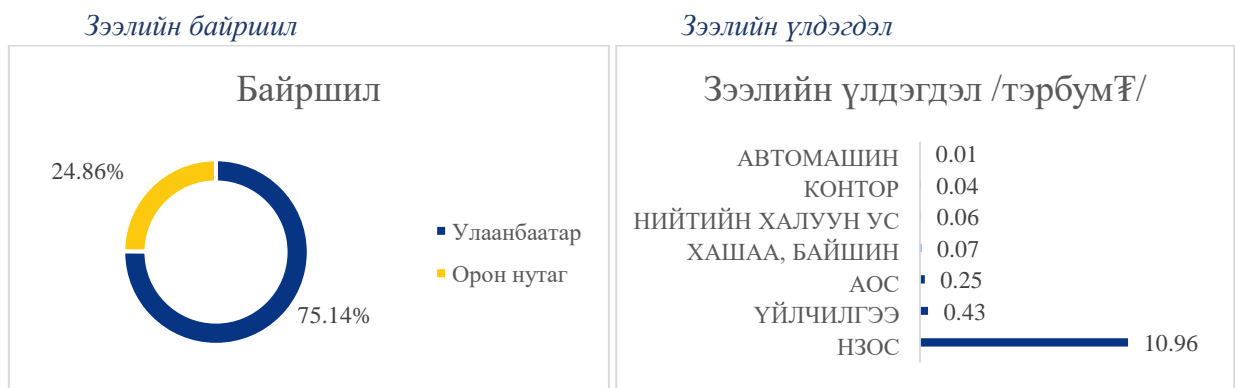 Зээлийн байршил
Байршил
24.86%
75.14%
Улаанбаатар
Орон нутаг
Зээлийн үлдэгдэл
Зээлийн үлдэгдэл /тэрбум₮/
АВТОМАШИН 0.01
КОНТОР 0.04
НИЙТИЙН ХАЛУУН УС 0.06
ХАШАА, БАЙШИН 0.07
АОС 0.25
ҮЙЛЧИЛГЭЭ 0.43
НЗОС 10.96